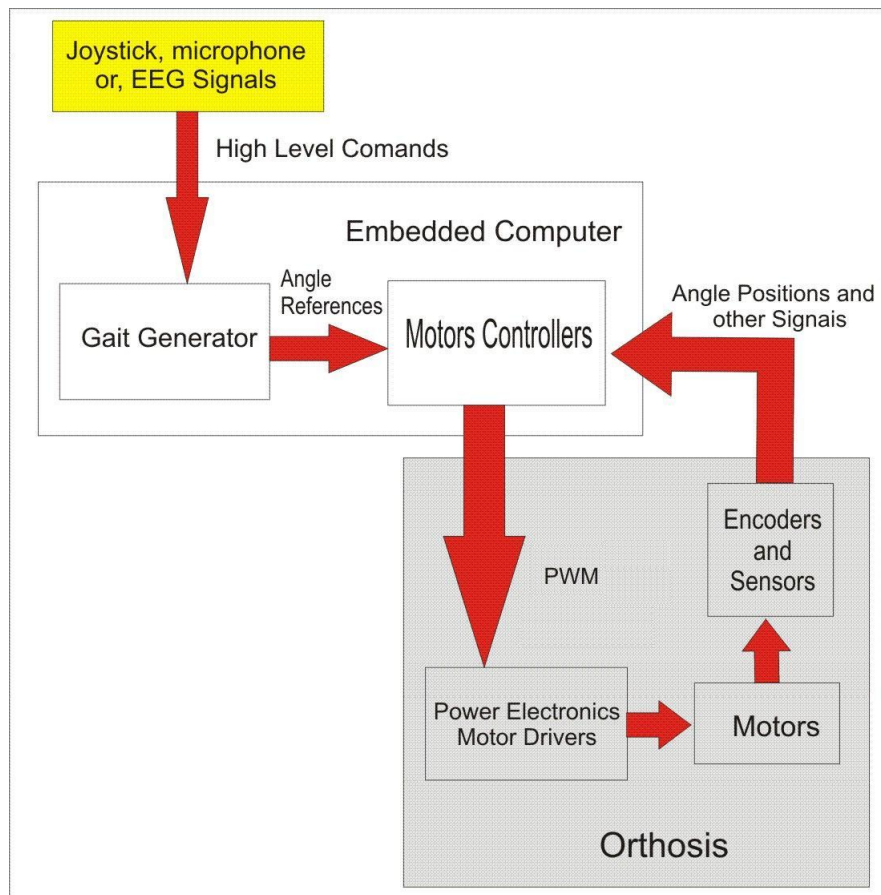 Joystick, microphone
or, EEG Signals
High Level Comands
Embedded Computer
Angle
References
Gait Generator
Motors Controllers
Angle Positions and
other Signais
Encoders
and
Sensors
PWM
Power Electronics
Motor Drivers
Motors
Orthosis